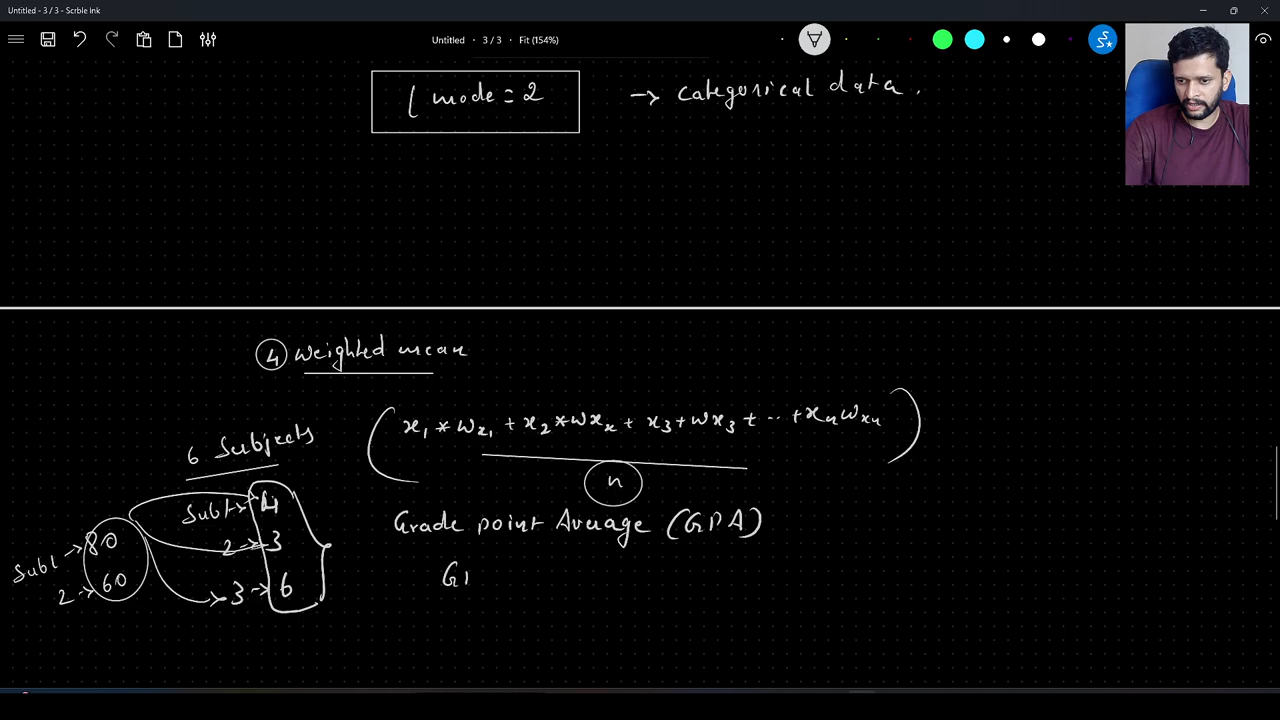 Untitled - 3 / 3 - Scrble Ink
Untitled • 3 / 3 • Fit (154%)
( mode = 2 → categorical data .
4 Weighted mean
x1 * wx1 + x2 * wxx + x3 + wx3 + .. + xn wxn
n
6 Subjects
Sub1 → 4
2 → 3
3 → 6
Sub1 → 80
2 → 60
Grade point Average (GPA)